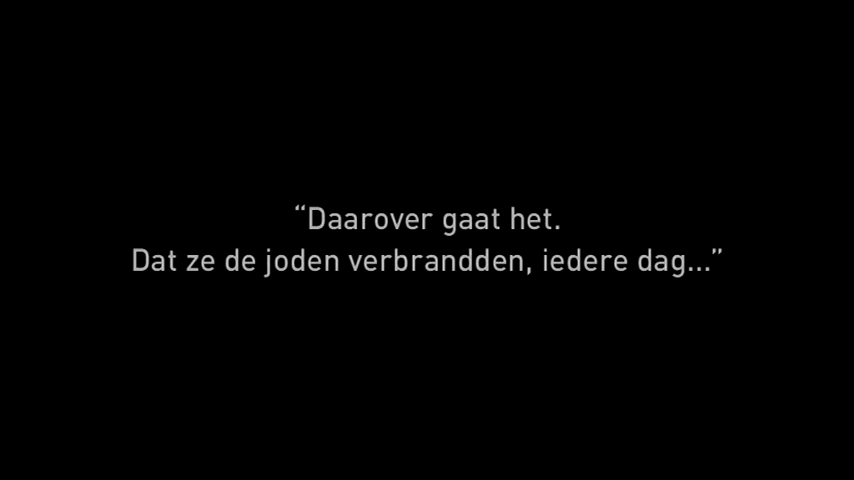 “Daarover gaat het.
Dat ze de joden verbrandden, iedere dag...”